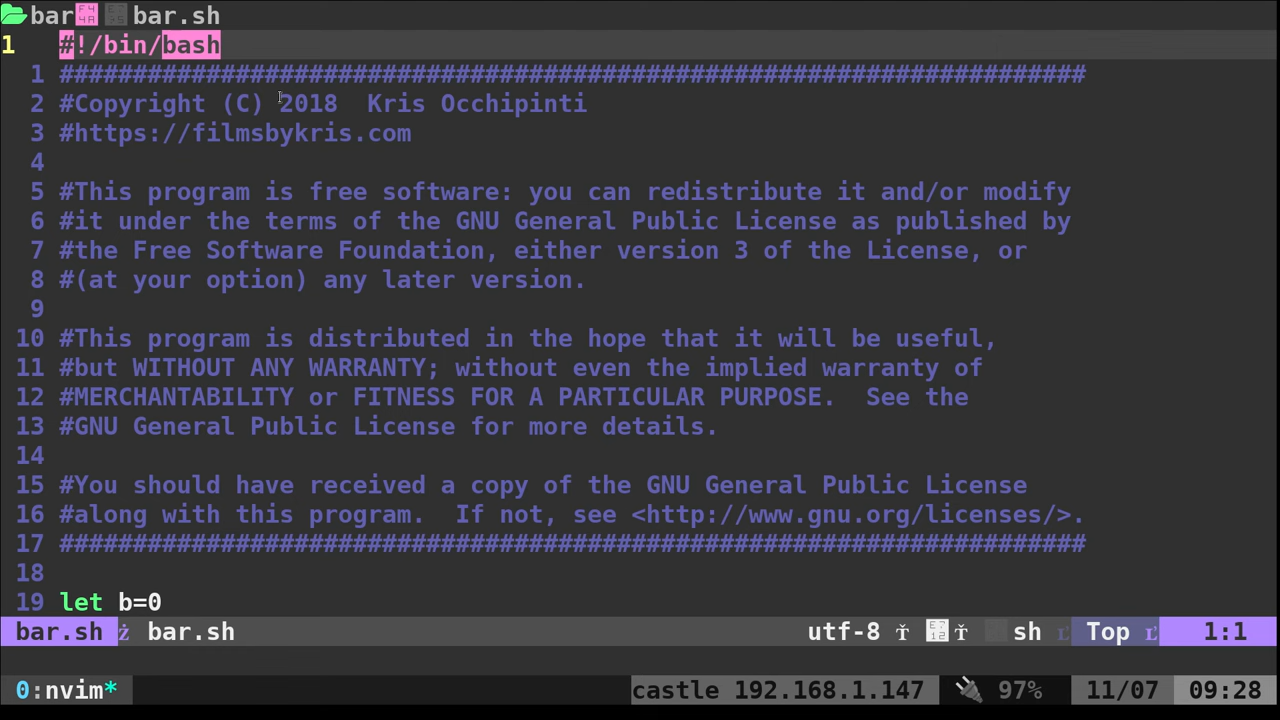 bar bar.sh
1 #!/bin/bash
1 ######################################################################
2 #Copyright (C) 2018  Kris Occhipinti
3 #https://filmsbykris.com
4
5 #This program is free software: you can redistribute it and/or modify
6 #it under the terms of the GNU General Public License as published by
7 #the Free Software Foundation, either version 3 of the License, or
8 #(at your option) any later version.
9
10 #This program is distributed in the hope that it will be useful,
11 #but WITHOUT ANY WARRANTY; without even the implied warranty of
12 #MERCHANTABILITY or FITNESS FOR A PARTICULAR PURPOSE.  See the
13 #GNU General Public License for more details.
14
15 #You should have received a copy of the GNU General Public License
16 #along with this program.  If not, see <http://www.gnu.org/licenses/>.
17 ######################################################################
18
19 let b=0
bar.sh ż bar.sh utf-8 Ť Ť sh ľ Top ľ 1:1
0:nvim* castle 192.168.1.147 97% 11/07 09:28